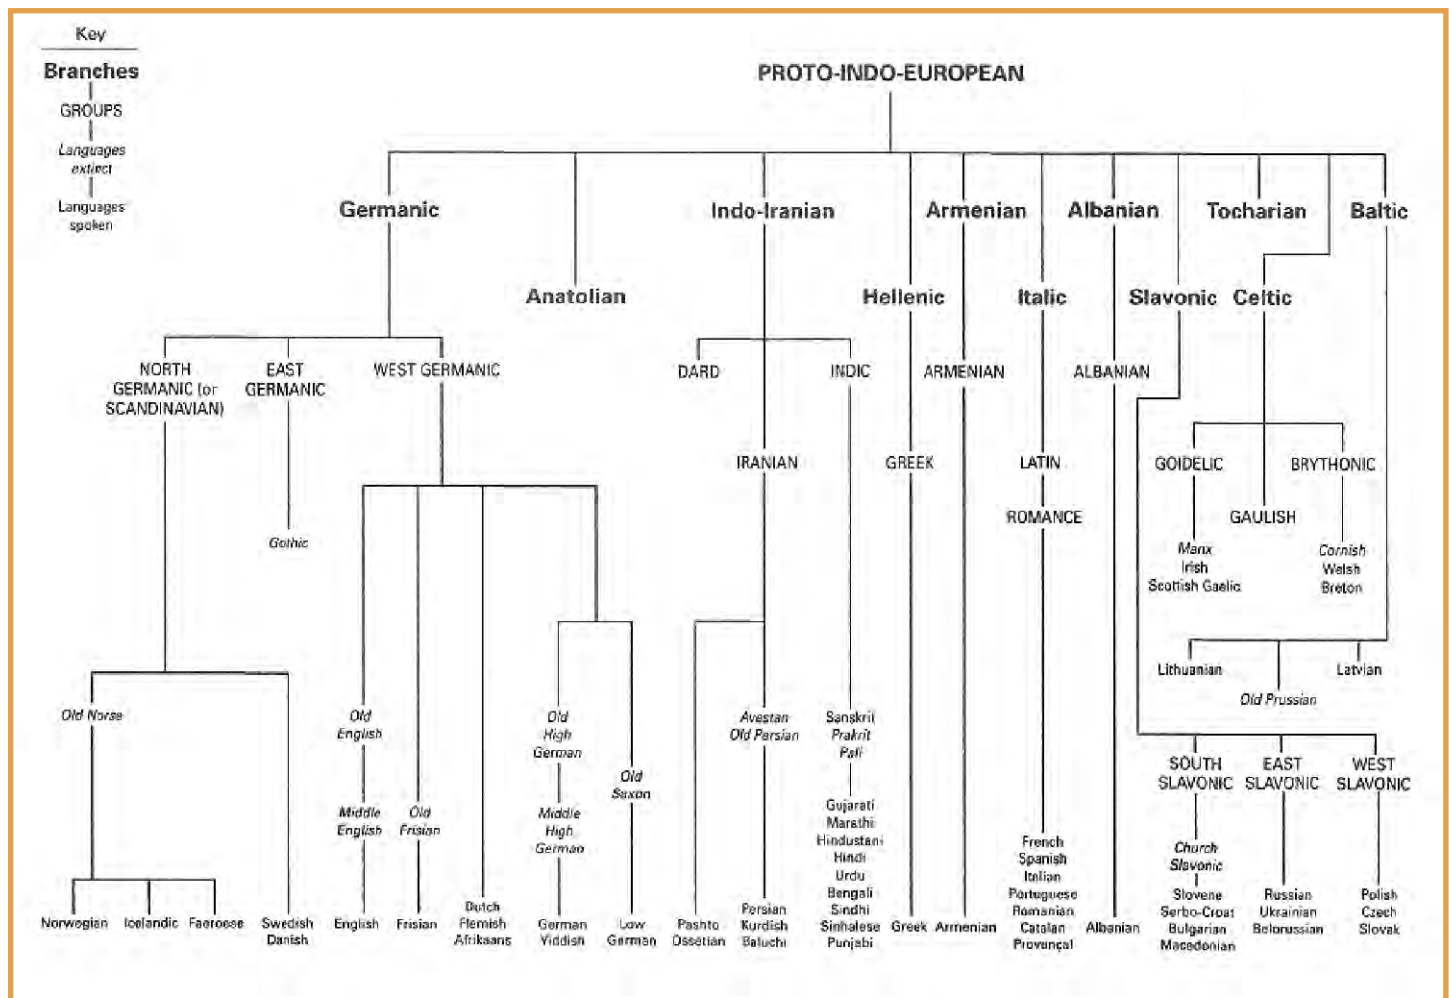 Key
Branches
GROUPS
Languages
extinct
Languages
spoken
PROTO-INDO-EUROPEAN
Germanic
Indo-Iranian
Armenian
Albanian
Tocharian
Baltic
Anatolian
Hellenic
Italic
Slavonic
Celtic
NORTH
GERMANIC (or
SCANDINAVIAN)
EAST
GERMANIC
WEST GERMANIC
DARD
INDIC
ARMENIAN
ALBANIAN
IRANIAN
GREEK
LATIN
GOIDELIC
BRYTHONIC
ROMANCE
GAULISH
Gothic
Manx
Irish
Scottish Gaelic
Cornish
Welsh
Breton
Lithuanian
Latvian
Old Prussian
Old Norse
Old
English
Old
High
German
Avestan
Old Persian
Sanskrit
Prakrit
Pali
SOUTH
SLAVONIC
EAST
SLAVONIC
WEST
SLAVONIC
Old
Saxon
Middle
English
Old
Frisian
Middle
High
German
Gujarati
Marathi
Hindustani
Hindi
Urdu
Bengali
Sindhi
Sinhalese
Punjabi
French
Spanish
Italian
Portuguese
Romanian
Catalan
Provençal
Church
Slavonic
Norwegian
Icelandic
Faeroese
Swedish
Danish
English
Frisian
Dutch
Flemish
Afrikaans
German
Yiddish
Low
German
Pashto
Ossetian
Persian
Kurdish
Baluchi
Greek
Armenian
Albanian
Slovene
Serbo-Croat
Bulgarian
Macedonian
Russian
Ukrainian
Belorussian
Polish
Czech
Slovak